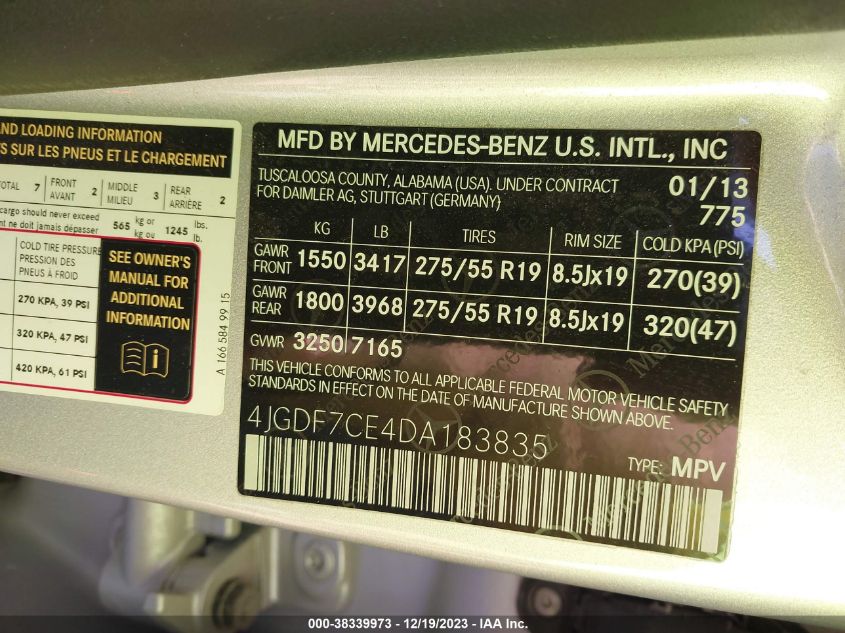 ND LOADING INFORMATION
S SUR LES PNEUS ET LE CHARGEMENT
TOTAL 7 FRONT AVANT 2 MIDDLE MILIEU 3 REAR ARRIÈRE 2
cargo should never exceed 565 kg or 1245 lbs.
nt ne doit jamais dépasser kg ou lb.
COLD TIRE PRESSURE
PRESSION DES
PNEUS À FROID
270 KPA, 39 PSI
320 KPA, 47 PSI
420 KPA, 61 PSI
SEE OWNER'S
MANUAL FOR
ADDITIONAL
INFORMATION
A 166 584 99 15
MFD BY MERCEDES-BENZ U.S. INTL., INC
TUSCALOOSA COUNTY, ALABAMA (USA). UNDER CONTRACT
FOR DAIMLER AG, STUTTGART (GERMANY)
01/13
775
KG LB TIRES RIM SIZE COLD KPA(PSI)
GAWR FRONT 1550 3417 275/55 R19 8.5Jx19 270(39)
GAWR REAR 1800 3968 275/55 R19 8.5Jx19 320(47)
GVWR 3250 7165
THIS VEHICLE CONFORMS TO ALL APPLICABLE FEDERAL MOTOR VEHICLE SAFETY
STANDARDS IN EFFECT ON THE DATE OF MANUFACTURE SHOWN ABOVE.
4JGDF7CE4DA183835
TYPE: MPV
000-38339973 - 12/19/2023 - IAA Inc.